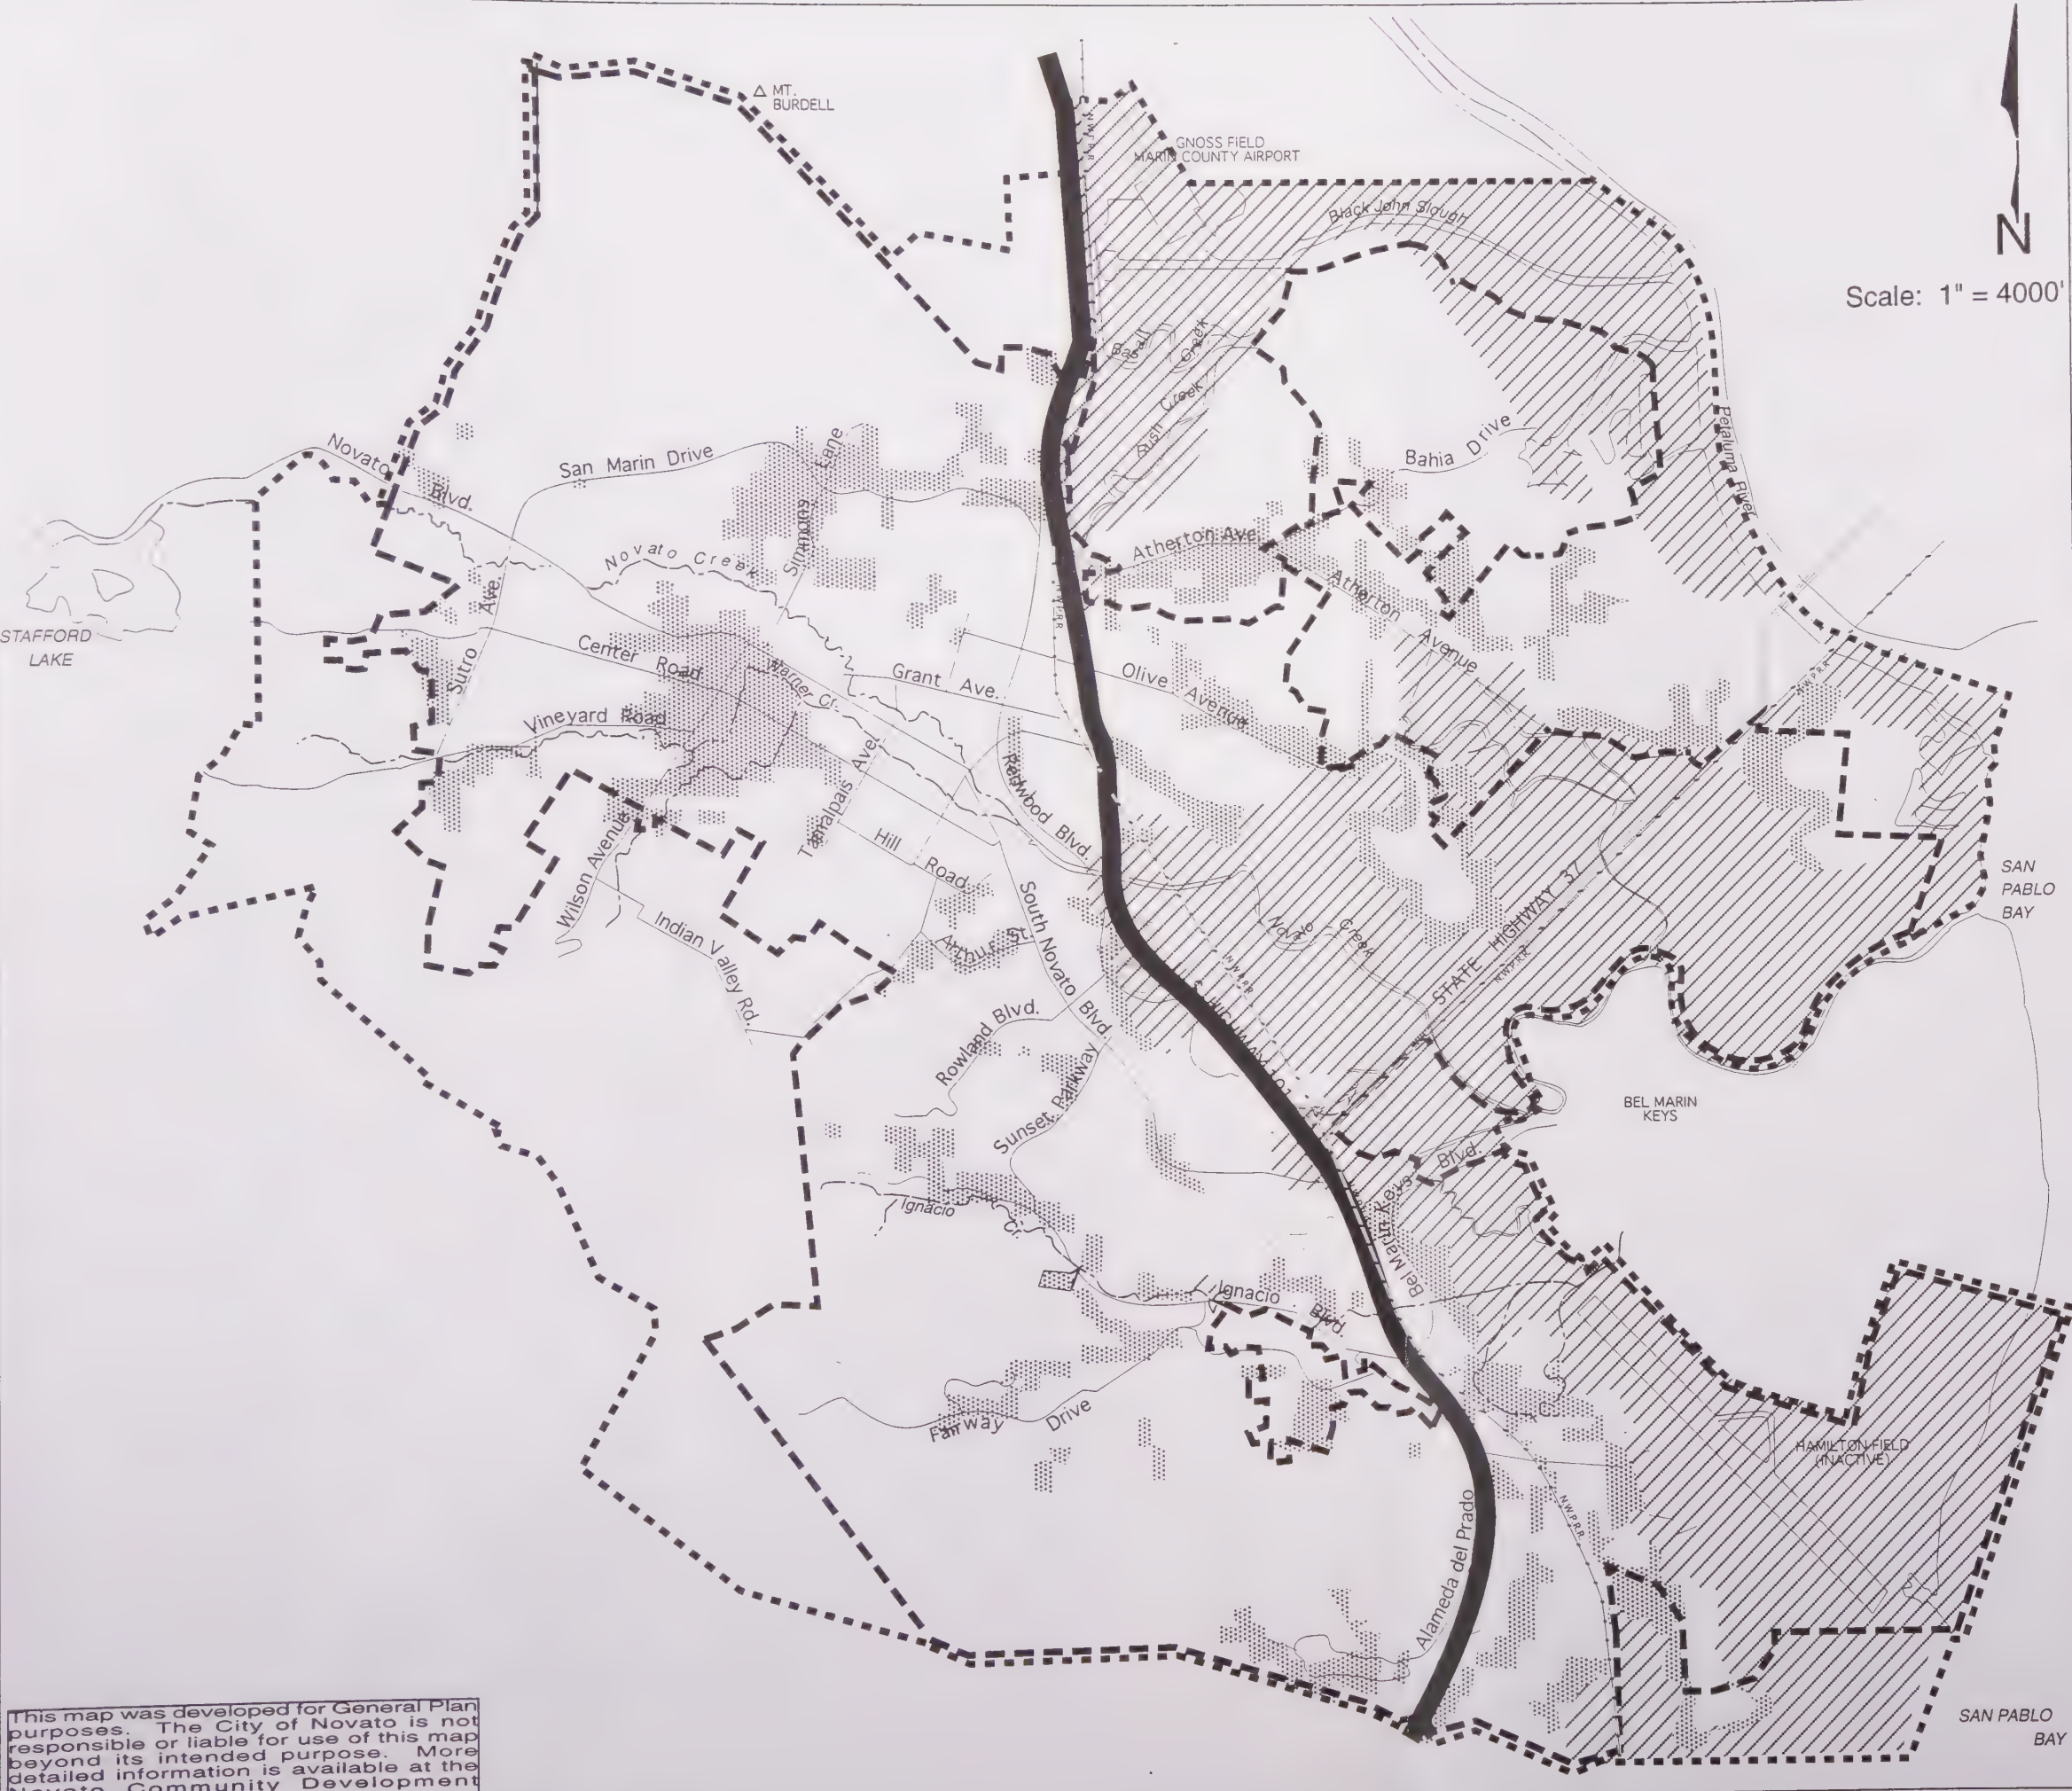 MT.
BURDELL
GNOSS FIELD
MARIN COUNTY AIRPORT
Black John Slough
N
Scale: 1" = 4000'
N.W.P.R.R.
Basalt
Creek
Rush
Creek
Petaluma River
Bahia Drive
Novato
Blvd.
San Marin Drive
Simmons
Lane
Novato Creek
Atherton Ave.
Atherton
Avenue
STAFFORD
LAKE
Sutro
Ave.
Center Road
Warner Cr.
Grant Ave.
Olive Avenue
Vineyard Road
N.W.P.R.R.
N.W.P.R.R.
Redwood Blvd.
Tamalpais Ave.
Hill Road
Wilson Avenue
Indian Valley Rd.
Arthur St.
South Novato Blvd.
Novato
Creek
STATE HIGHWAY 37
N.W.P.R.R.
N.W.P.R.R.
SAN
PABLO
BAY
U.S. HIGHWAY 101
Rowland Blvd.
Sunset Parkway
BEL MARIN
KEYS
Bel Marin Keys
Blvd.
Ignacio
Cr.
Ignacio
Blvd.
Fairway Drive
HAMILTON FIELD
(INACTIVE)
N.W.P.R.R.
Alameda del Prado
SAN PABLO
BAY
This map was developed for General Plan
purposes. The City of Novato is not
responsible or liable for use of this map
beyond its intended purpose. More
detailed information is available at the
Novato Community Development